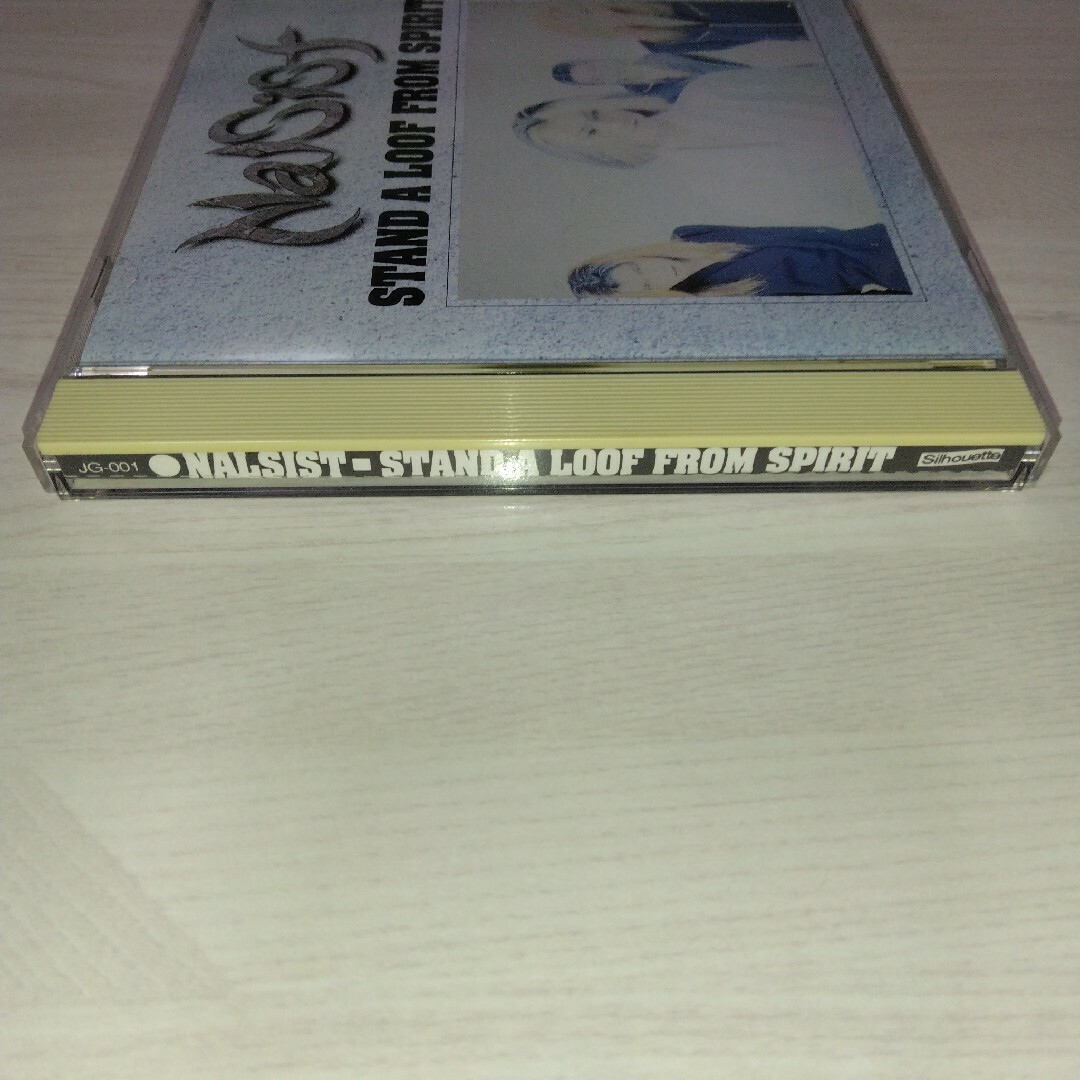 Nalsist
STAND A LOOF FROM SPIRIT
JG-001 ●NALSIST-STAND A LOOF FROM SPIRIT Silhouette